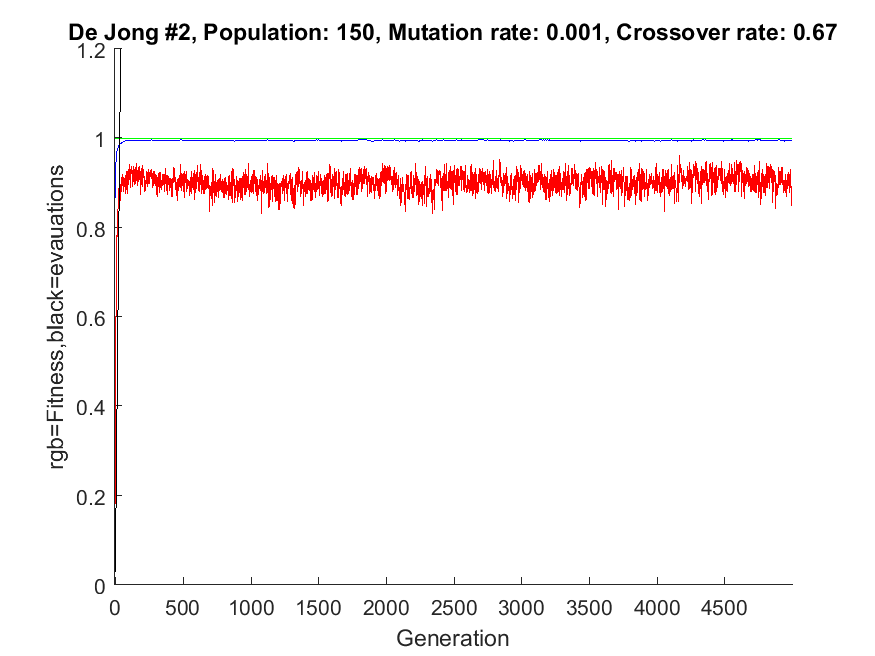 De Jong #2, Population: 150, Mutation rate: 0.001, Crossover rate: 0.67
1.2
1
0.8
0.6
0.4
0.2
0
rgb=Fitness,black=evauations
0 500 1000 1500 2000 2500 3000 3500 4000 4500
Generation